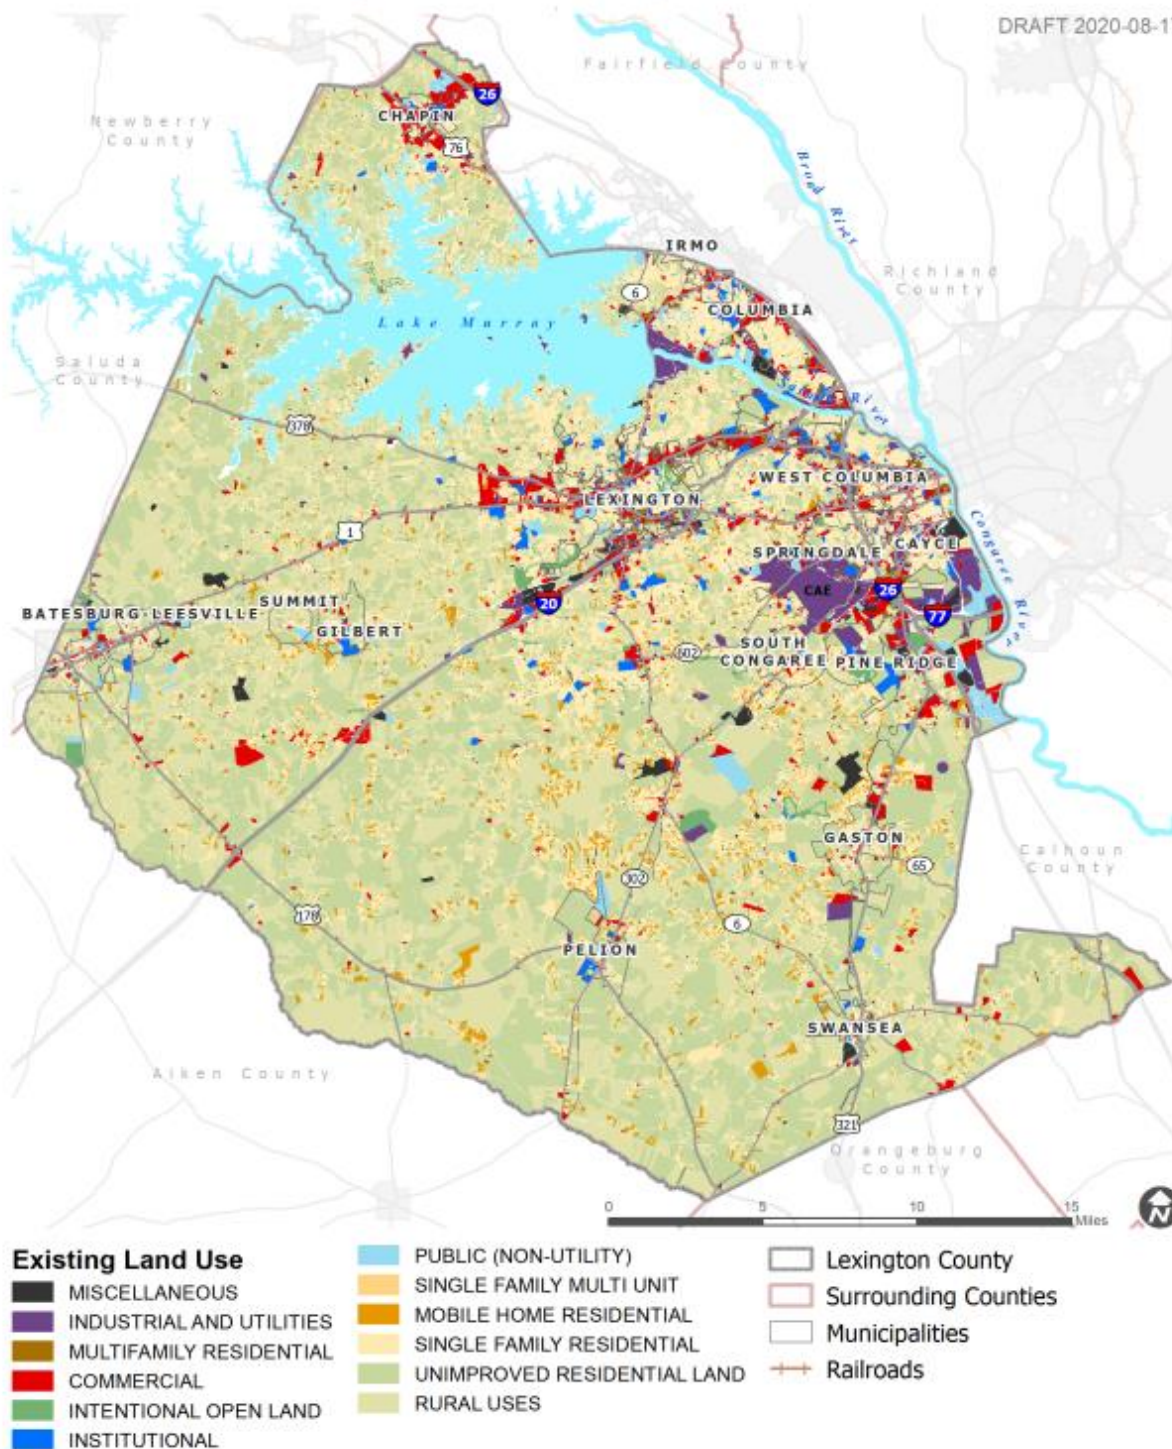 DRAFT 2020-08-1
Fairfield County
26
CHAPIN
Newberry
County
76
Broad River
IRMO
Richland
County
6
COLUMBIA
Lake Murray
Saluda
County
Saluda River
378
WEST COLUMBIA
LEXINGTON
1
Congaree River
SPRINGDALE
CAYCE
CAE
26
20
77
SUMMIT
BATESBURG-LEESVILLE
GILBERT
SOUTH
CONGAREE
602
PINE RIDGE
GASTON
Calhoun
County
65
302
178
6
PELION
SWANSEA
Aiken County
321
Orangeburg
County
0 5 10 15
Miles
N
Existing Land Use
MISCELLANEOUS
INDUSTRIAL AND UTILITIES
MULTIFAMILY RESIDENTIAL
COMMERCIAL
INTENTIONAL OPEN LAND
INSTITUTIONAL
PUBLIC (NON-UTILITY)
SINGLE FAMILY MULTI UNIT
MOBILE HOME RESIDENTIAL
SINGLE FAMILY RESIDENTIAL
UNIMPROVED RESIDENTIAL LAND
RURAL USES
Lexington County
Surrounding Counties
Municipalities
Railroads